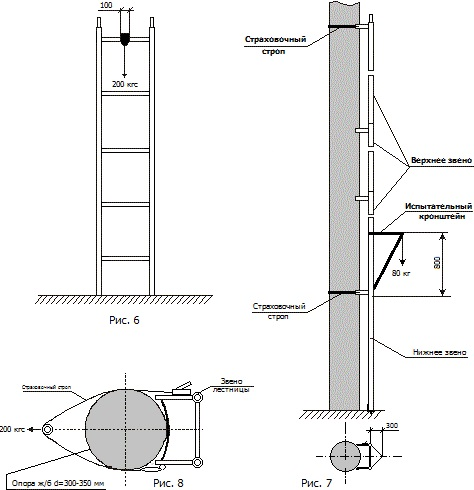 100
200 кгс
Рис. 6
Страховочный
строп
Верхнее звено
Испытательный
кронштейн
80 кг
800
Страховочный
строп
Нижнее звено
300
Рис. 7
Страховочный строп
Звено
лестницы
200 кгс
Опора ж/б d=300-350 мм
Рис. 8